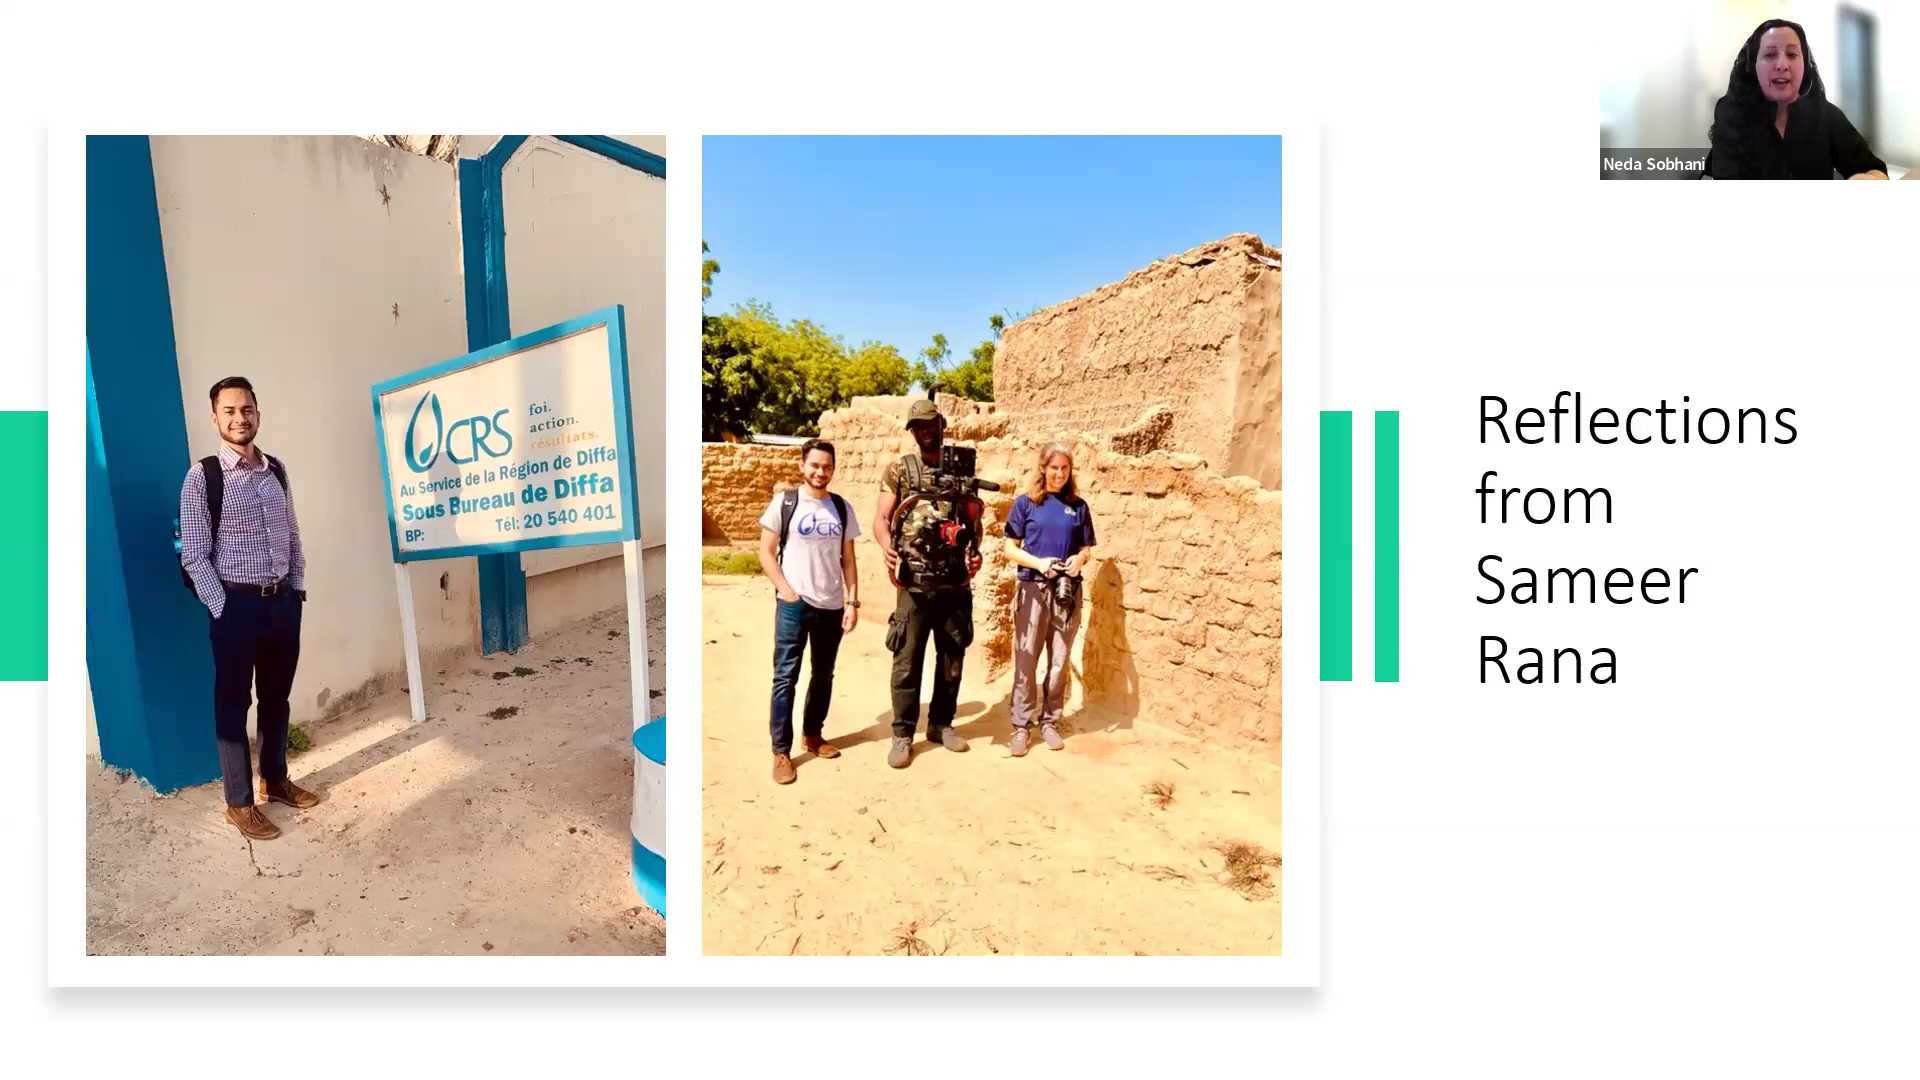 Neda Sobhani
CRS
foi.
action.
résultats.
Au Service de la Région de Diffa
Sous Bureau de Diffa
Tél: 20 540 401
BP:
CRS
Reflections
from
Sameer
Rana